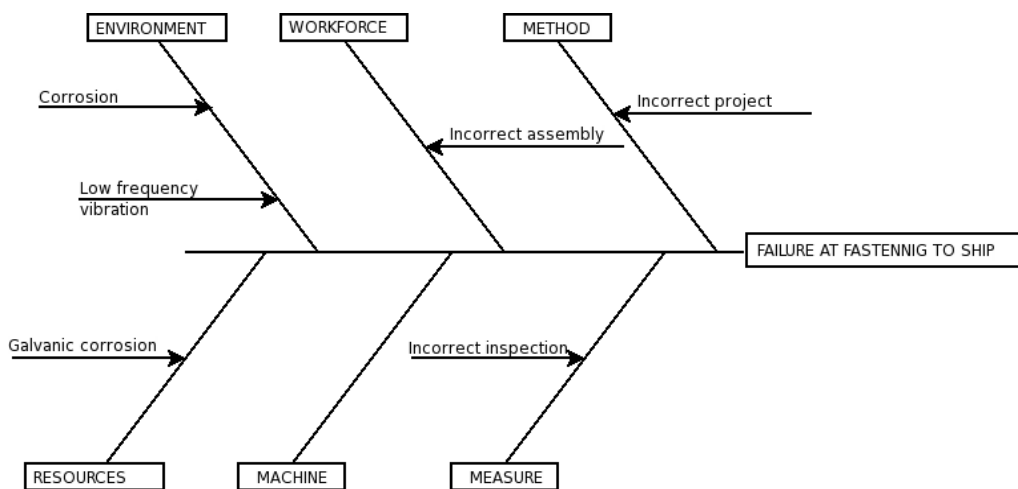 ENVIRONMENT
WORKFORCE
METHOD
Corrosion
Incorrect project
Incorrect assembly
Low frequency
vibration
FAILURE AT FASTENNIG TO SHIP
Galvanic corrosion
Incorrect inspection
RESOURCES
MACHINE
MEASURE